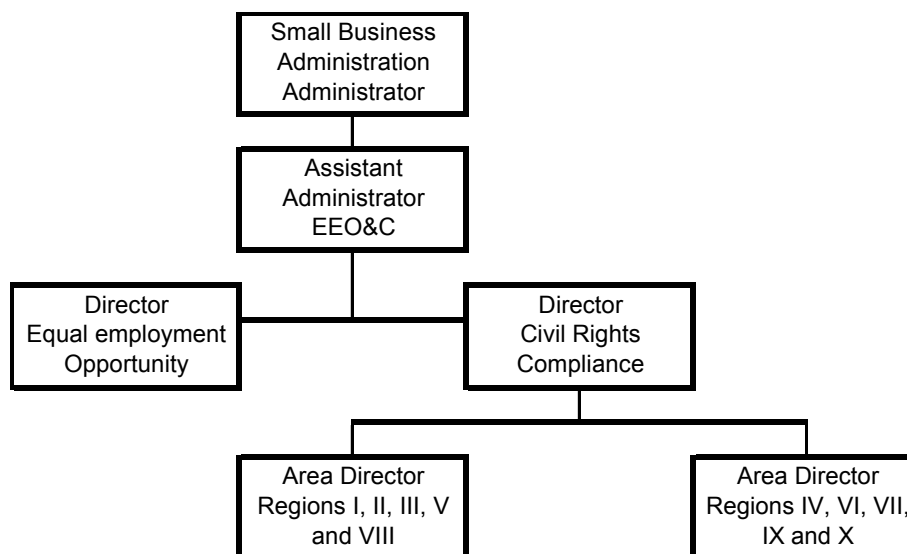 Small Business
Administration
Administrator
Assistant
Administrator
EEO&C
Director
Equal employment
Opportunity
Director
Civil Rights
Compliance
Area Director
Regions I, II, III, V
and VIII
Area Director
Regions IV, VI, VII,
IX and X